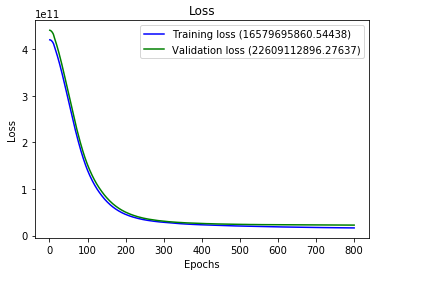 Loss
1e11
Training loss (16579695860.54438)
Validation loss (22609112896.27637)
4
3
2
1
0
Loss
0 100 200 300 400 500 600 700 800
Epochs